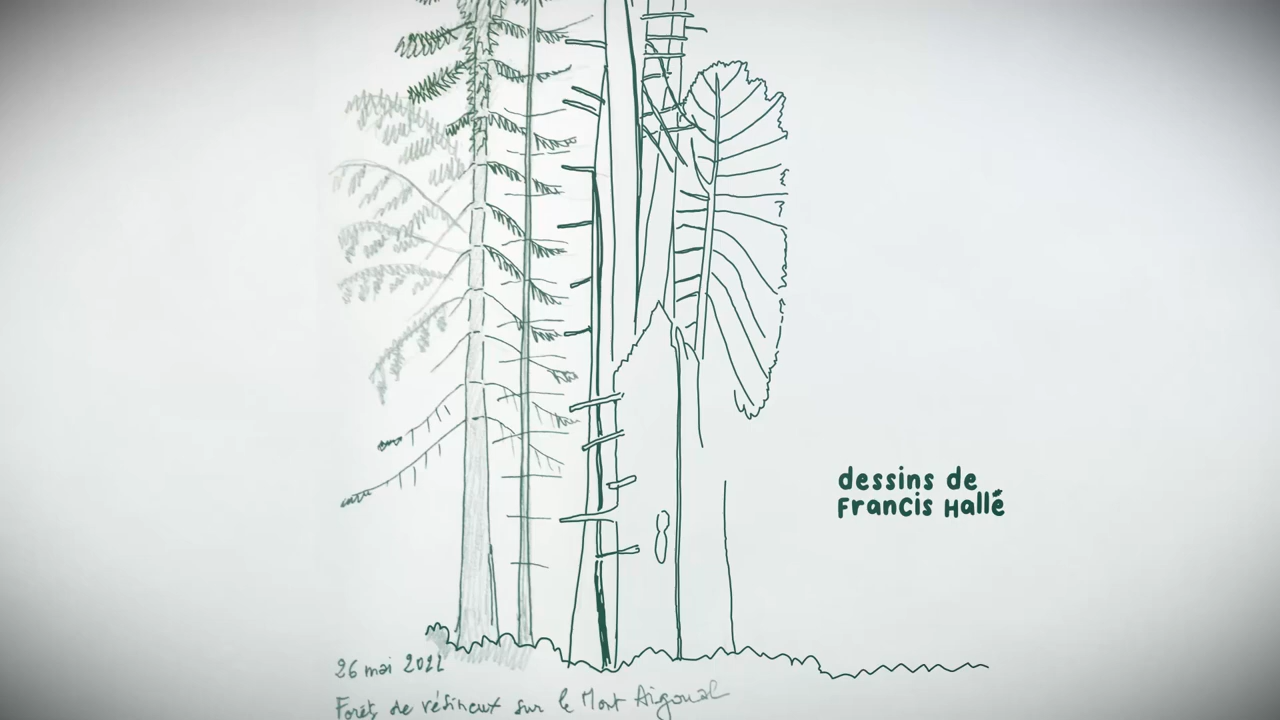 dessins de
Francis Hallé
26 mai 2022
Forêt de résineux sur le Mont Aigoual